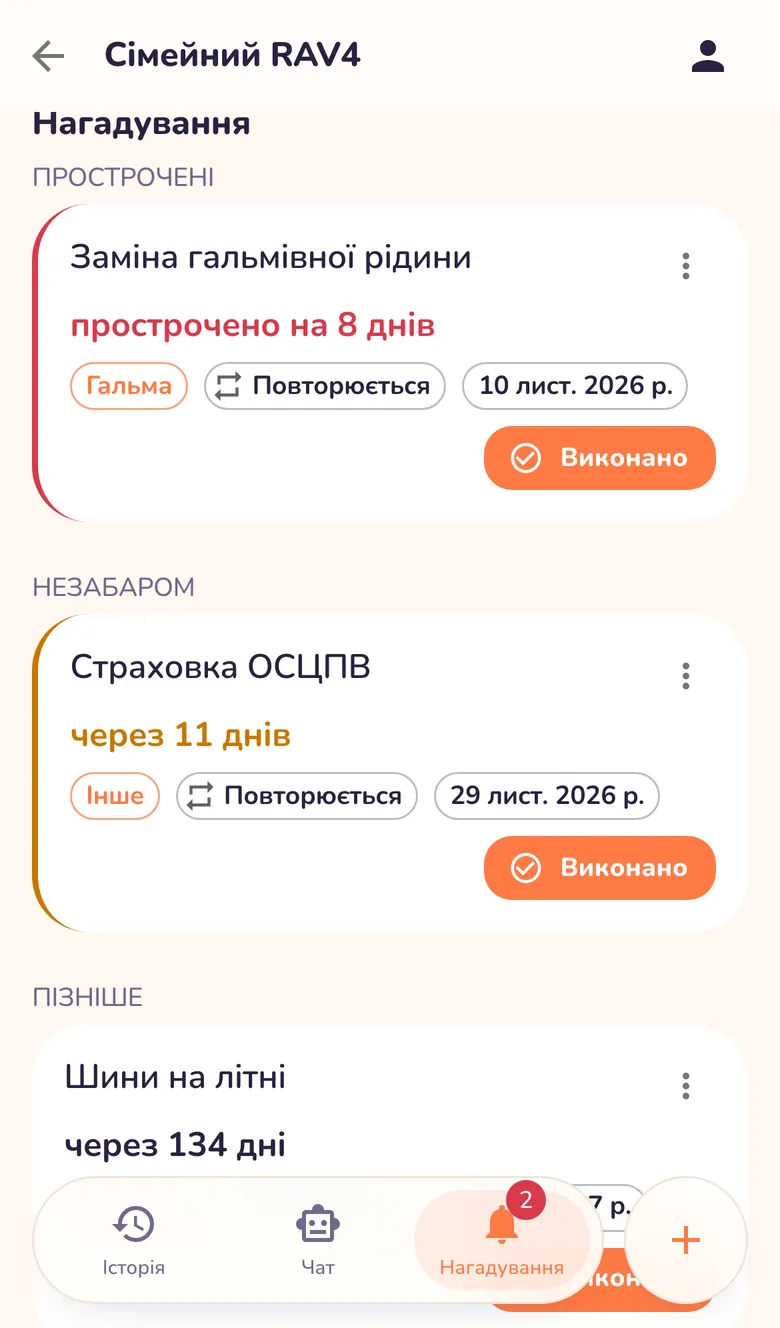 Сімейний RAV4
Нагадування
ПРОСТРОЧЕНІ
Заміна гальмівної рідини
прострочено на 8 днів
Гальма Повторюється 10 лист. 2026 р.
Виконано
НЕЗАБАРОМ
Страховка ОСЦПВ
через 11 днів
Інше Повторюється 29 лист. 2026 р.
Виконано
ПІЗНІШЕ
Шини на літні
через 134 дні
7 р.
2
Історія Чат Нагадування